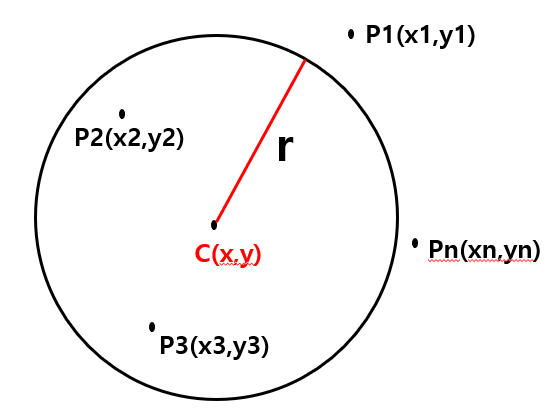 P1(x1,y1)
P2(x2,y2)
r
C(x,y)
Pn(xn,yn)
P3(x3,y3)